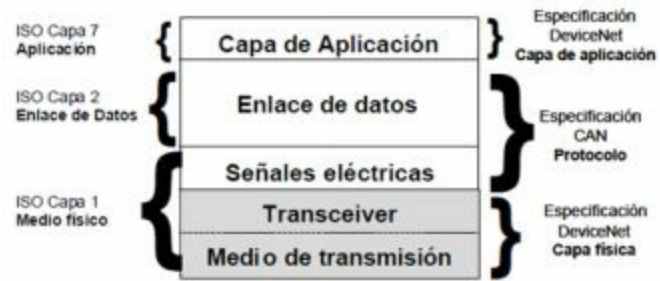 ISO Capa 7
Aplicación
ISO Capa 2
Enlace de Datos
ISO Capa 1
Medio físico
Capa de Aplicación
Enlace de datos
Señales eléctricas
Transceiver
Medio de transmisión
Especificación
DeviceNet
Capa de aplicación
Especificación
CAN
Protocolo
Especificación
DeviceNet
Capa física